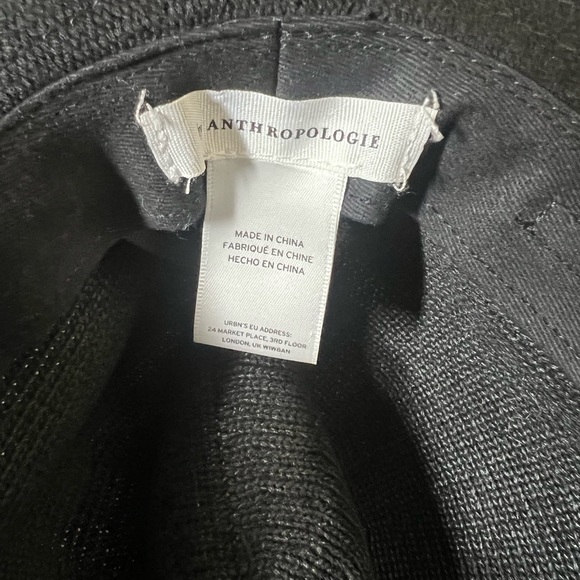 ANTHROPOLOGIE
MADE IN CHINA
FABRIQUÉ EN CHINE
HECHO EN CHINA
URBN'S EU ADDRESS:
24 MARKET PLACE, 3RD FLOOR
LONDON, UK W1W8AN